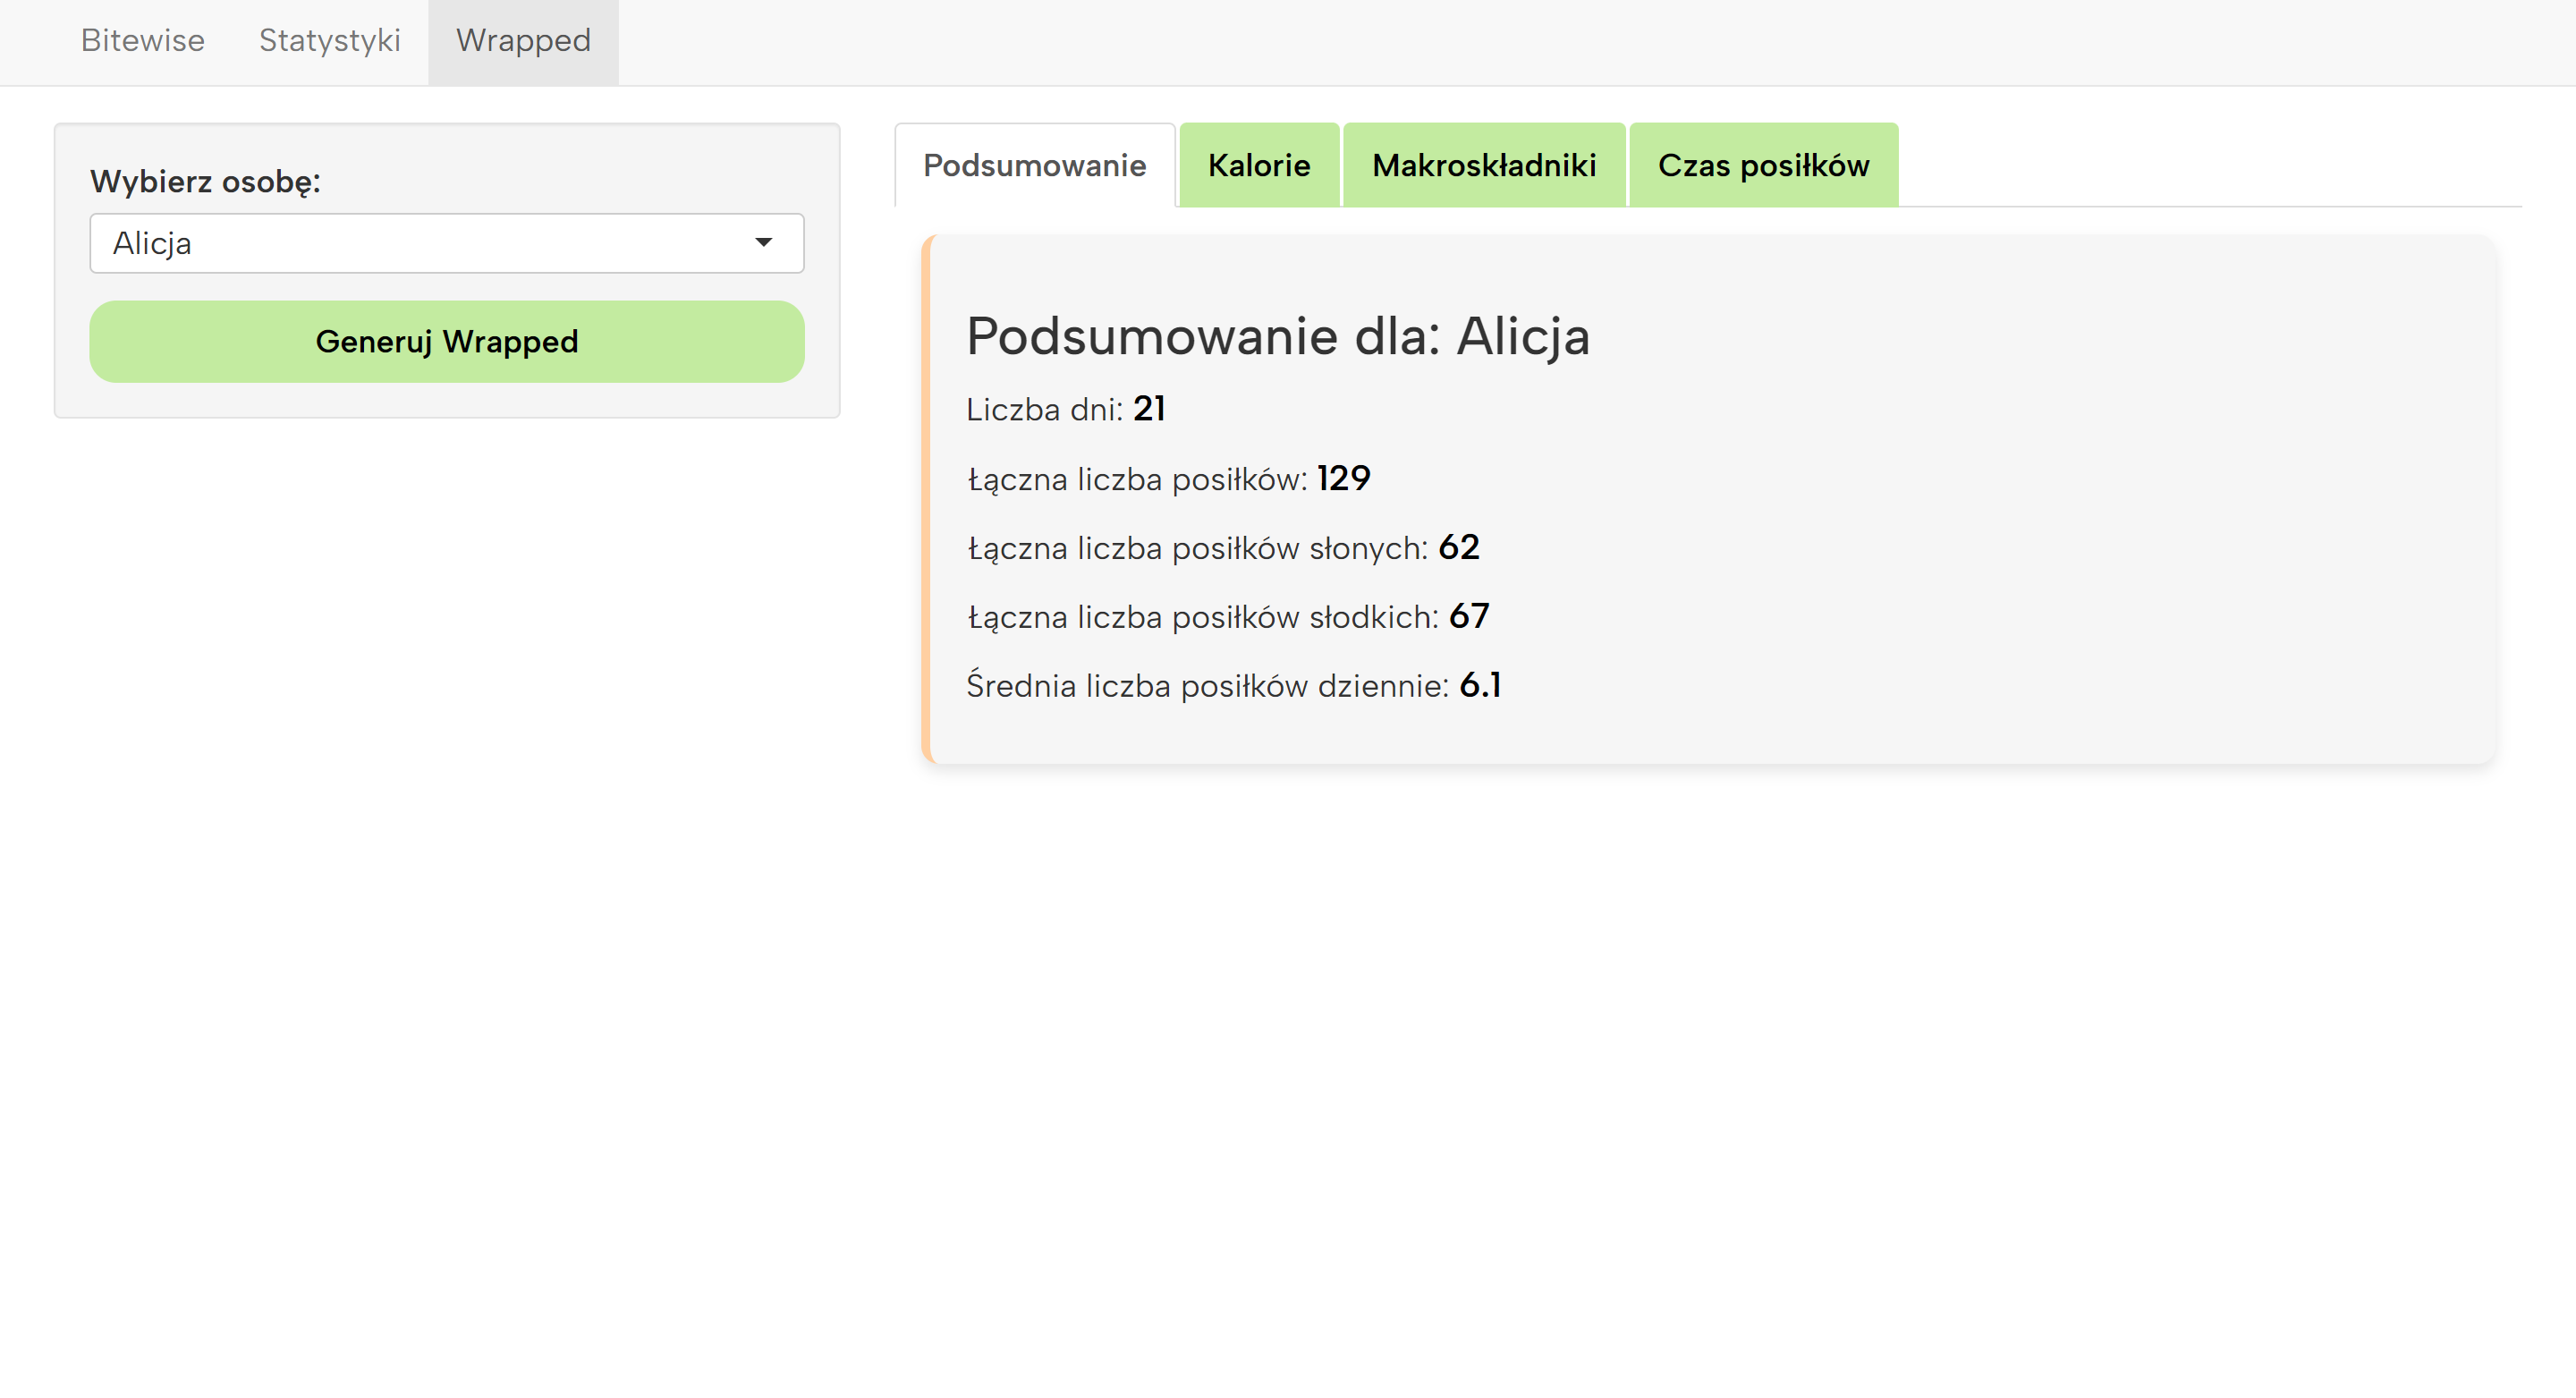 Bitewise Statystyki Wrapped
Wybierz osobę:
Alicja
Generuj Wrapped
Podsumowanie Kalorie Makroskładniki Czas posiłków
Podsumowanie dla: Alicja
Liczba dni: 21
Łączna liczba posiłków: 129
Łączna liczba posiłków słonych: 62
Łączna liczba posiłków słodkich: 67
Średnia liczba posiłków dziennie: 6.1